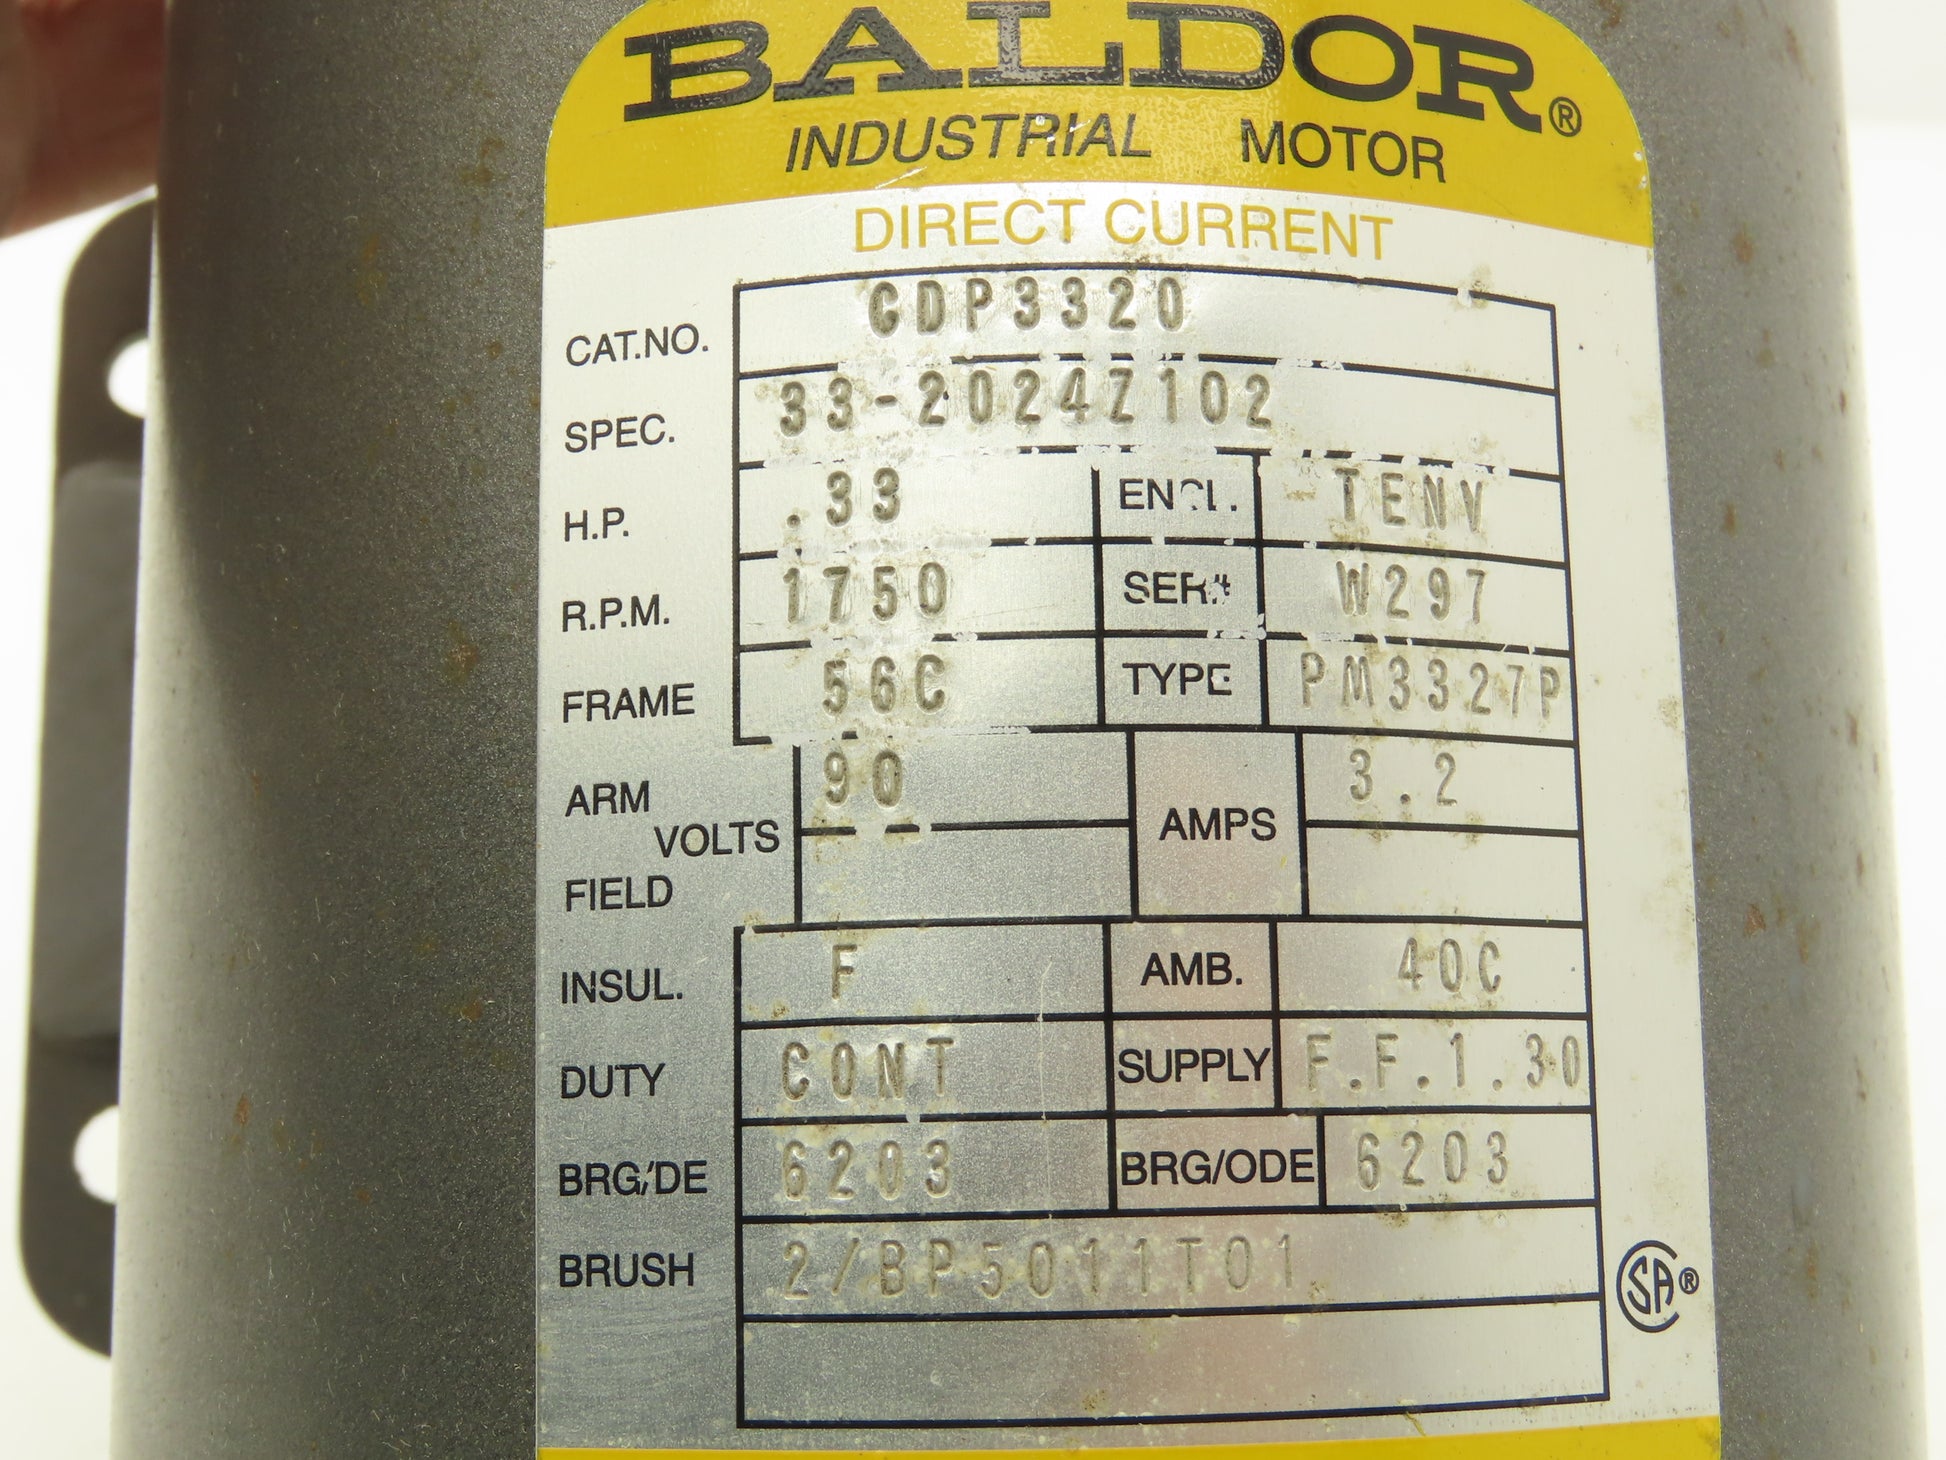 BALDOR®
INDUSTRIAL MOTOR
DIRECT CURRENT
CAT.NO. CDP3320
SPEC. 33-2024Z102
H.P. .33 ENCL. TENV
R.P.M. 1750 SER# W297
FRAME 56C TYPE PM3327P
ARM 90 3.2
VOLTS AMPS
FIELD
INSUL. F AMB. 40C
DUTY CONT SUPPLY F.F.1.30
BRG/DE 6203 BRG/ODE 6203
BRUSH 2/BP5011T01
SA®